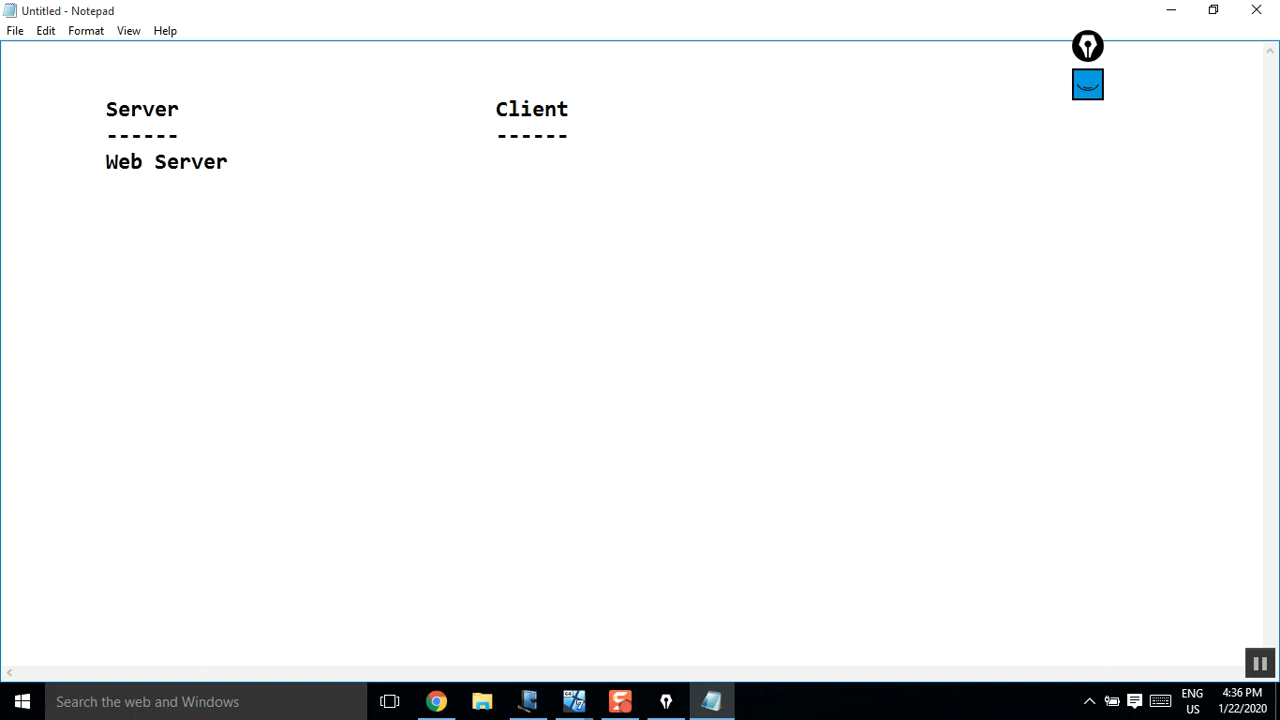 Untitled - Notepad
File Edit Format View Help
Server Client
------ ------
Web Server
Search the web and Windows
ENG 4:36 PM
US 1/22/2020